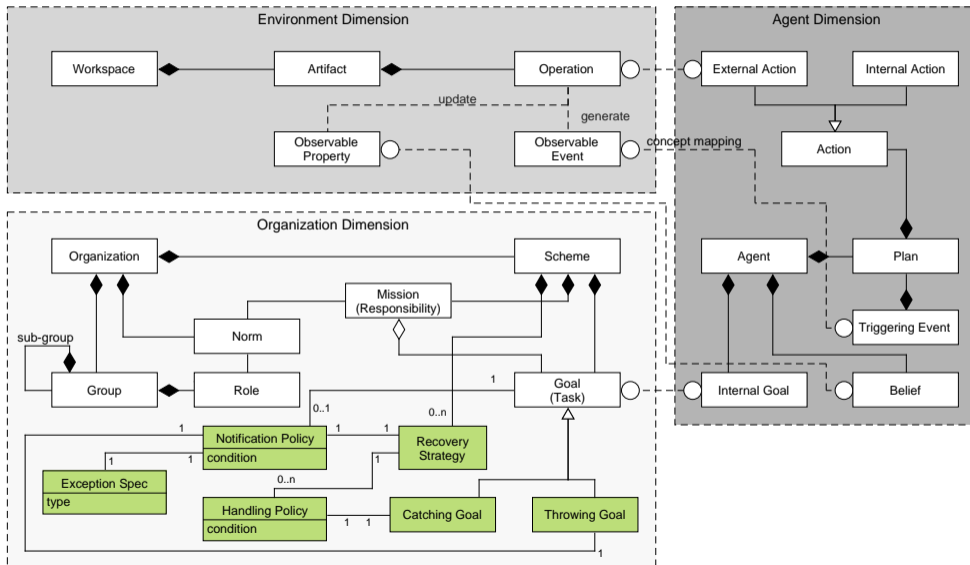 Environment Dimension
Agent Dimension
Workspace
Artifact
Operation
External Action
Internal Action
update
generate
Observable
Property
Observable
Event
concept mapping
Action
Organization Dimension
Organization
Scheme
Agent
Plan
Mission
(Responsibility)
Norm
Triggering Event
sub-group
Group
Role
1
Goal
(Task)
Internal Goal
Belief
0..1
0..n
1
Notification Policy
condition
1
1
Recovery
Strategy
1
1
1
Exception Spec
type
0..n
Handling Policy
condition
1
1
Catching Goal
Throwing Goal
1